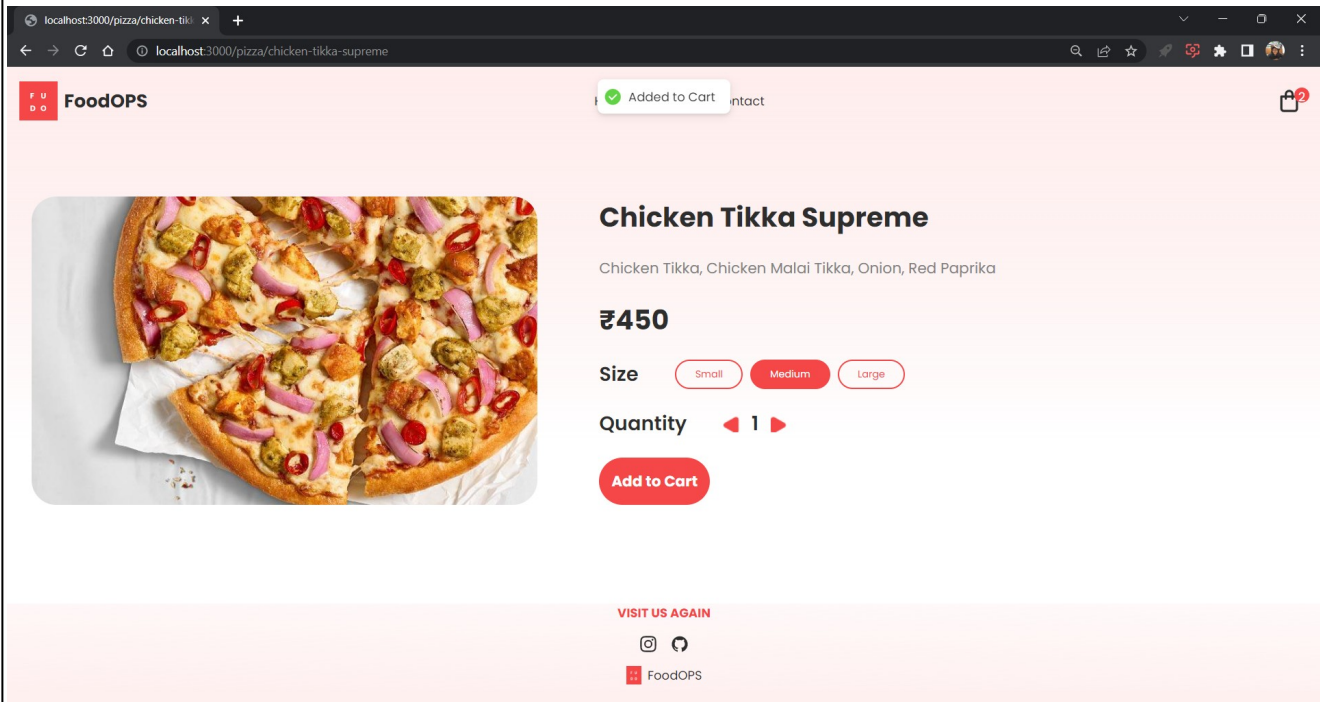 localhost:3000/pizza/chicken-tik
localhost:3000/pizza/chicken-tikka-supreme
F U
D O
FoodOPS
Added to Cart
ntact
2
Chicken Tikka Supreme
Chicken Tikka, Chicken Malai Tikka, Onion, Red Paprika
₹450
Size Small Medium Large
Quantity 1
Add to Cart
VISIT US AGAIN
FoodOPS